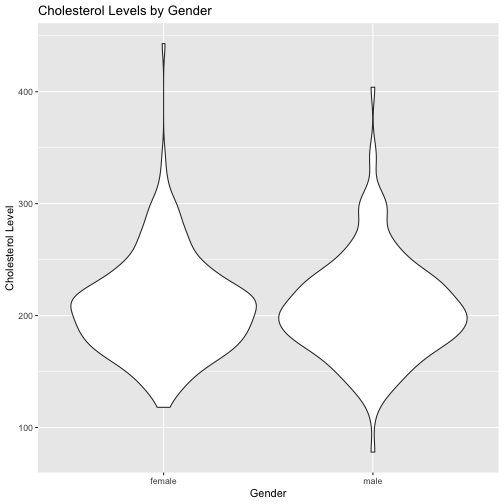 Cholesterol Levels by Gender
Cholesterol Level
400
300
200
100
female male
Gender